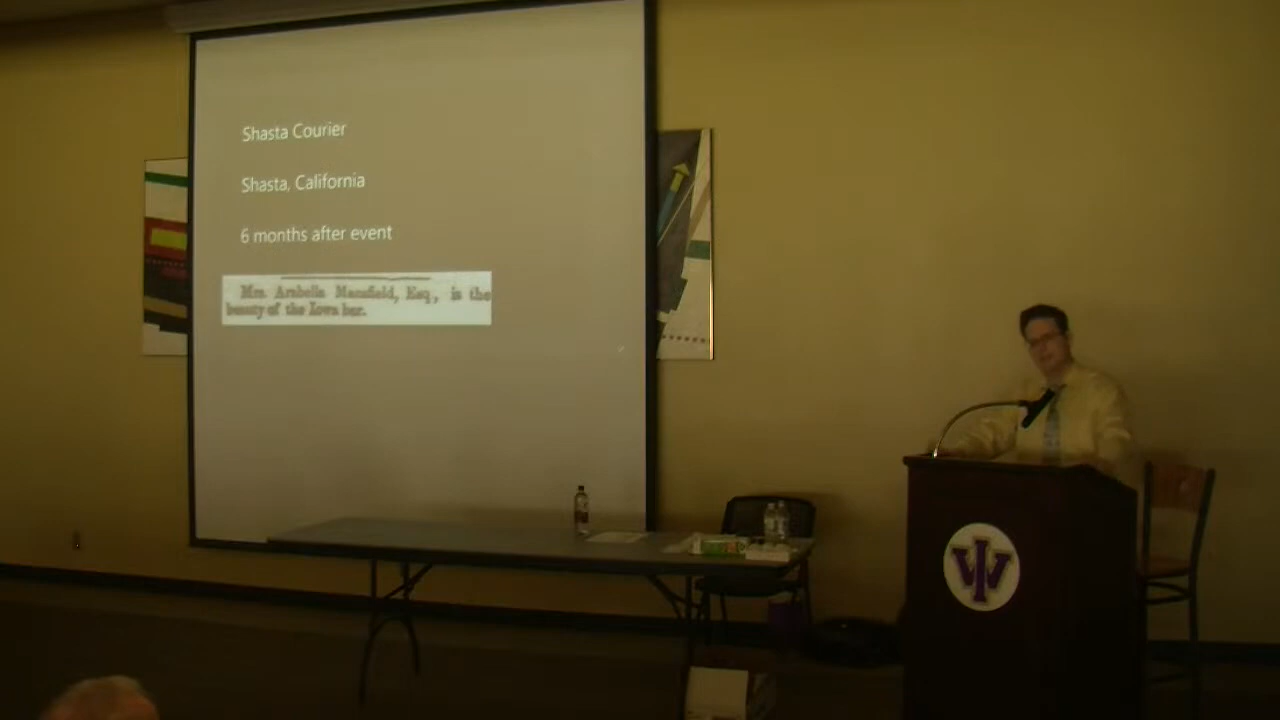 Shasta Courier
Shasta, California
6 months after event
Mrs. Arabella Mansfield, Esq, is the
beauty of the Iowa bar.
IW